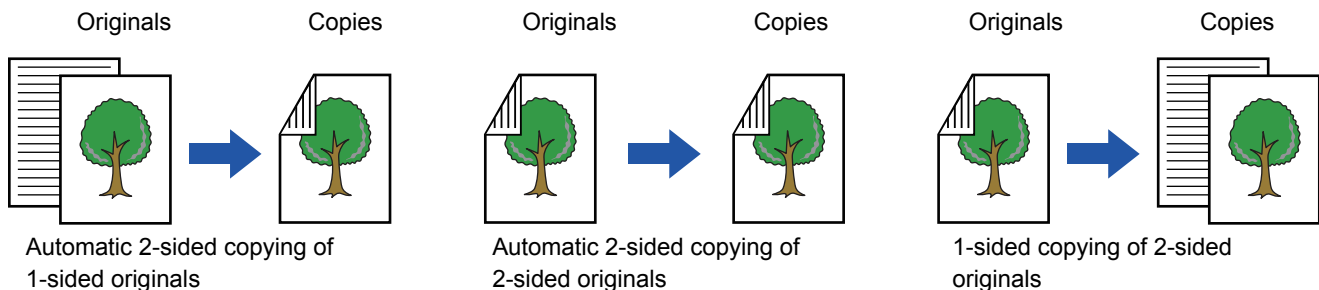 Originals Copies Originals Copies Originals Copies
Automatic 2-sided copying of
1-sided originals
Automatic 2-sided copying of
2-sided originals
1-sided copying of 2-sided
originals